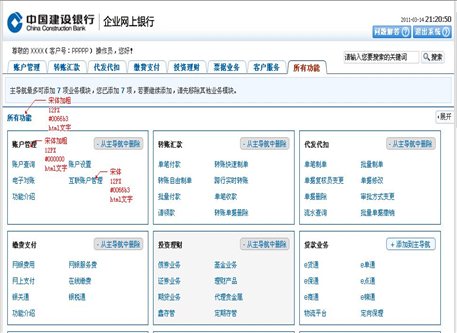 中国建设银行 企业网上银行
China Construction Bank
2011-03-14 21:20:50
问题解答 退出系统
尊敬的 XXXX ( 客户号：PPPPP ) 操作员，您好！
请输入您要搜索的关键词 搜索
账户管理 转账汇款 代发代扣 缴费支付 投资理财 票据业务 客户服务 所有功能
主导航最多可添加 7 项业务模块，您已添加 7 项，若要继续添加，请先移除其他业务模块。
所有功能
展开
宋体加粗
12PX
#0066b3
html文字
账户管理 - 从主导航中删除
宋体加粗
12PX
#000000
html文字
账户查询 账户设置
电子对账 互联账户管理
功能介绍
宋体
12PX
#0066b3
html文字
转账汇款 - 从主导航中删除
单笔付款 转账快速制单
转账自由制单 跨行实时转账
批量付款 单笔收款
请领款 转账单据删除
代发代扣 - 从主导航中删除
单笔制单 批量制单
单据复核员变更 单据修改
单据删除 审批方式变更
流水查询 批量单据撤销
缴费支付 - 从主导航中删除
网银费用 网银服务费
网上支付 在线缴费
银关通 银税通
功能介绍
投资理财 - 从主导航中删除
债券业务 基金业务
证券业务 理财产品
期贷业务 代理贵金属
鑫存管 定期存管
贷款业务 + 添加到主导航
e贷通 e单通
e保通 e点通
e商通 e棉通
物流平台 定向保理